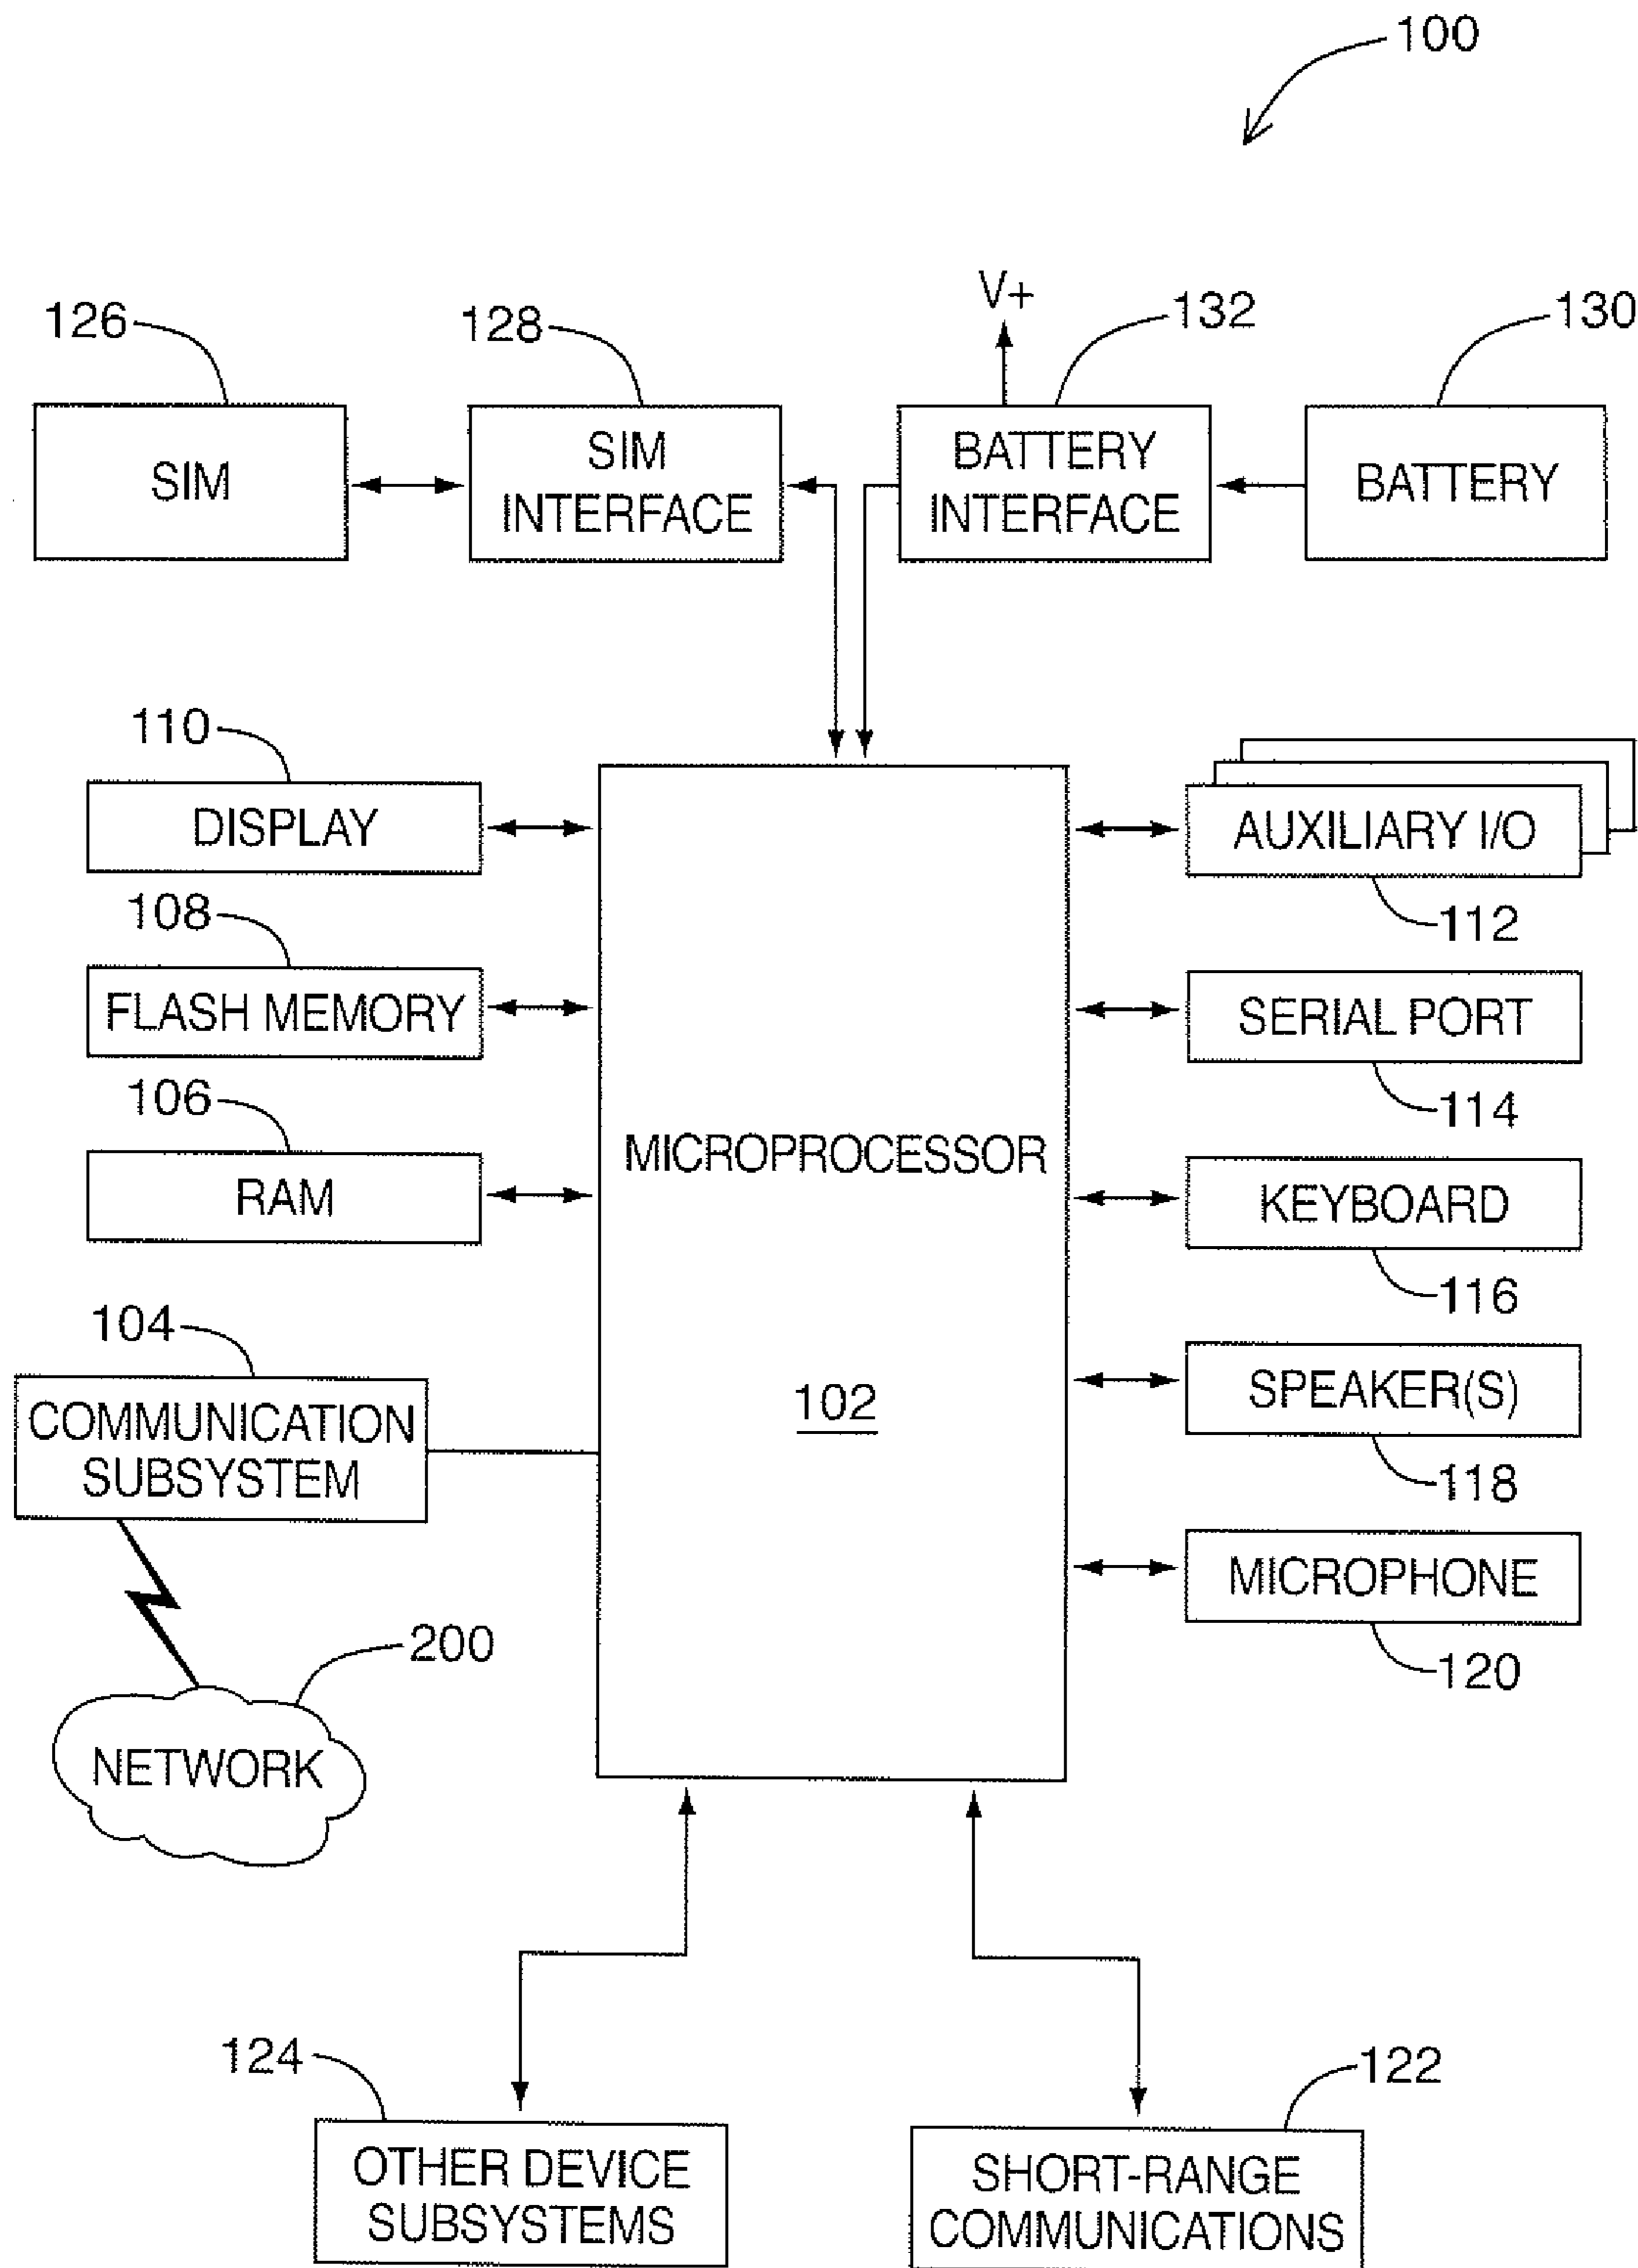 100
V+
126
128
132
130
SIM
SIM
INTERFACE
BATTERY
INTERFACE
BATTERY
110
DISPLAY
AUXILIARY I/O
112
108
FLASH MEMORY
SERIAL PORT
114
106
RAM
MICROPROCESSOR
102
KEYBOARD
116
104
COMMUNICATION
SUBSYSTEM
SPEAKER(S)
118
MICROPHONE
120
200
NETWORK
124
OTHER DEVICE
SUBSYSTEMS
122
SHORT-RANGE
COMMUNICATIONS